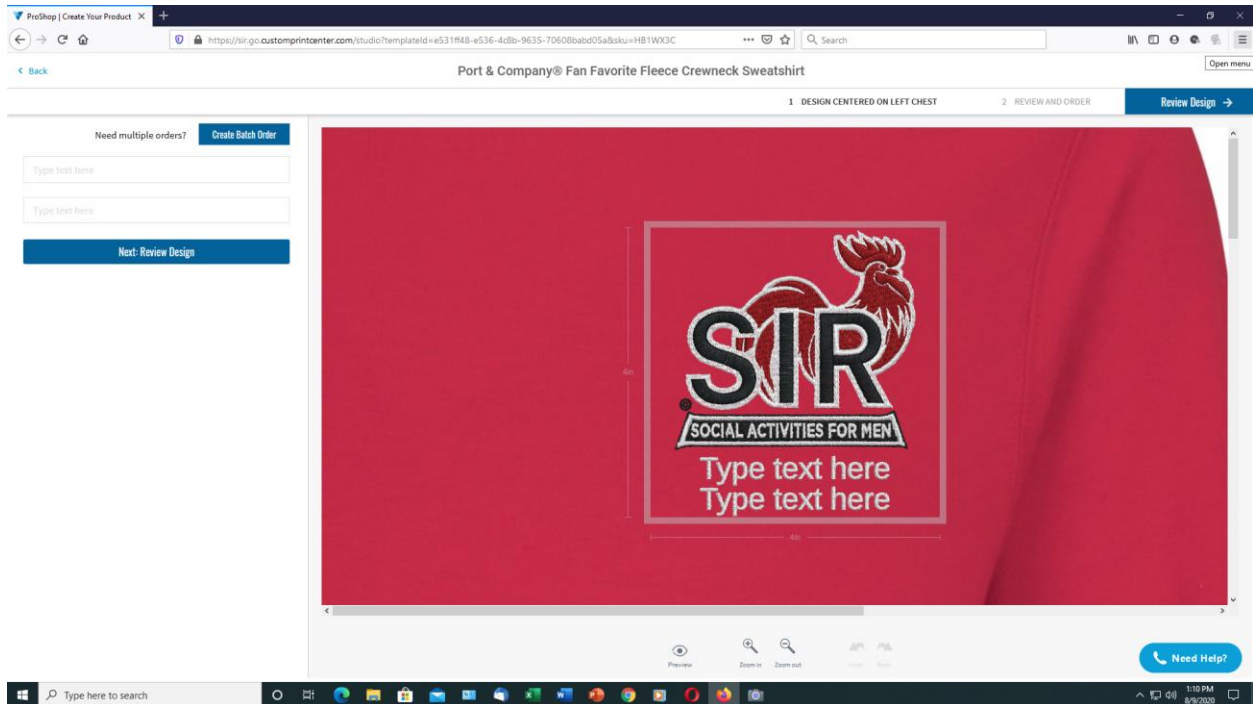 ProShop | Create Your Product
https://sir.go.customprintcenter.com/studio?templateId=e531ff48-e536-4c8b-9635-70608babd05a&sku=HB1WX3C
Search
Open menu
Back
Port & Company® Fan Favorite Fleece Crewneck Sweatshirt
1 DESIGN CENTERED ON LEFT CHEST
2 REVIEW AND ORDER
Review Design
Need multiple orders?
Create Batch Order
Type text here
Type text here
Next: Review Design
4in
SIR
®
SOCIAL ACTIVITIES FOR MEN
Type text here
Type text here
4in
Preview
Zoom in
Zoom out
Undo
Redo
Need Help?
Type here to search
1:10 PM
8/9/2020